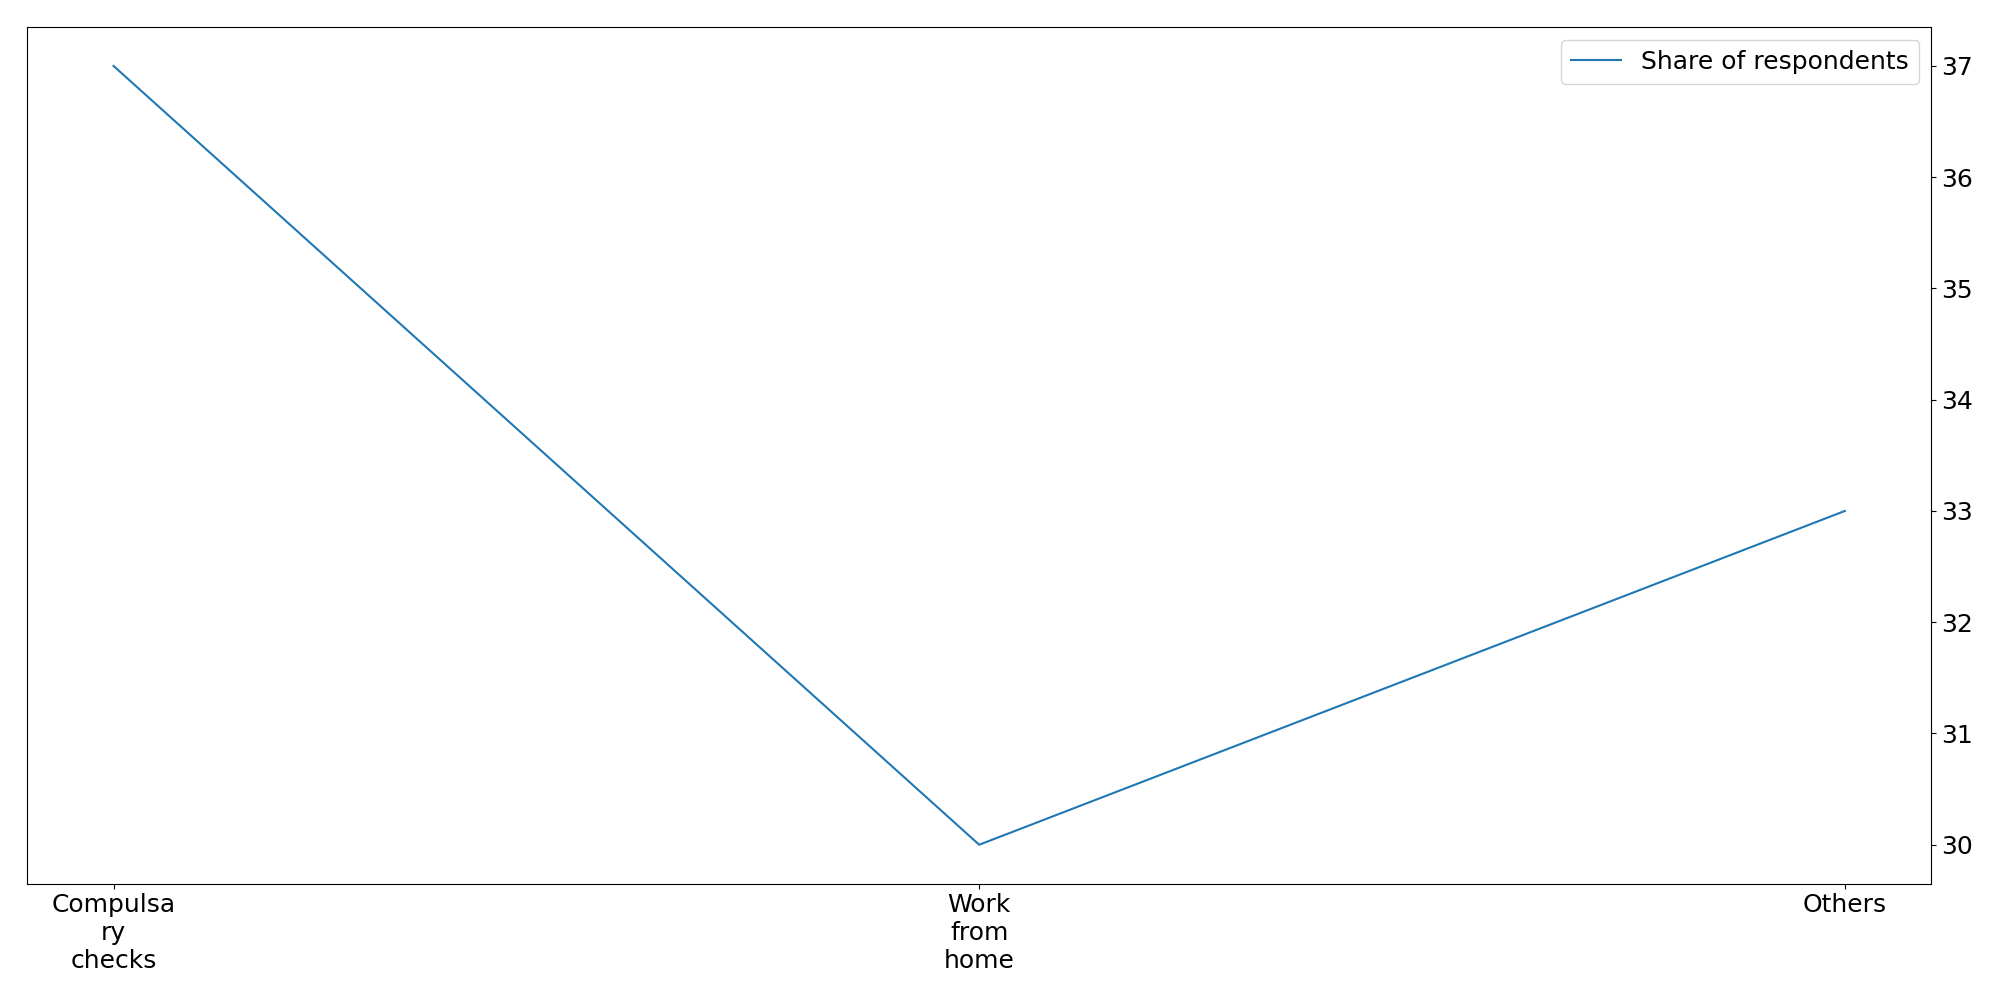 Share of respondents
37
36
35
34
33
32
31
30
Compulsa
ry
checks
Work
from
home
Others